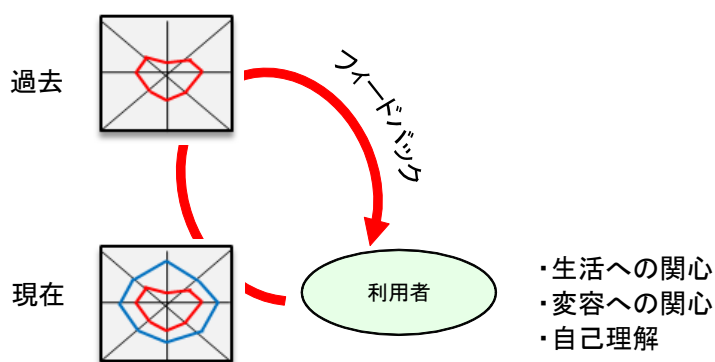 過去
フィードバック
現在
利用者
・生活への関心
・変容への関心
・自己理解